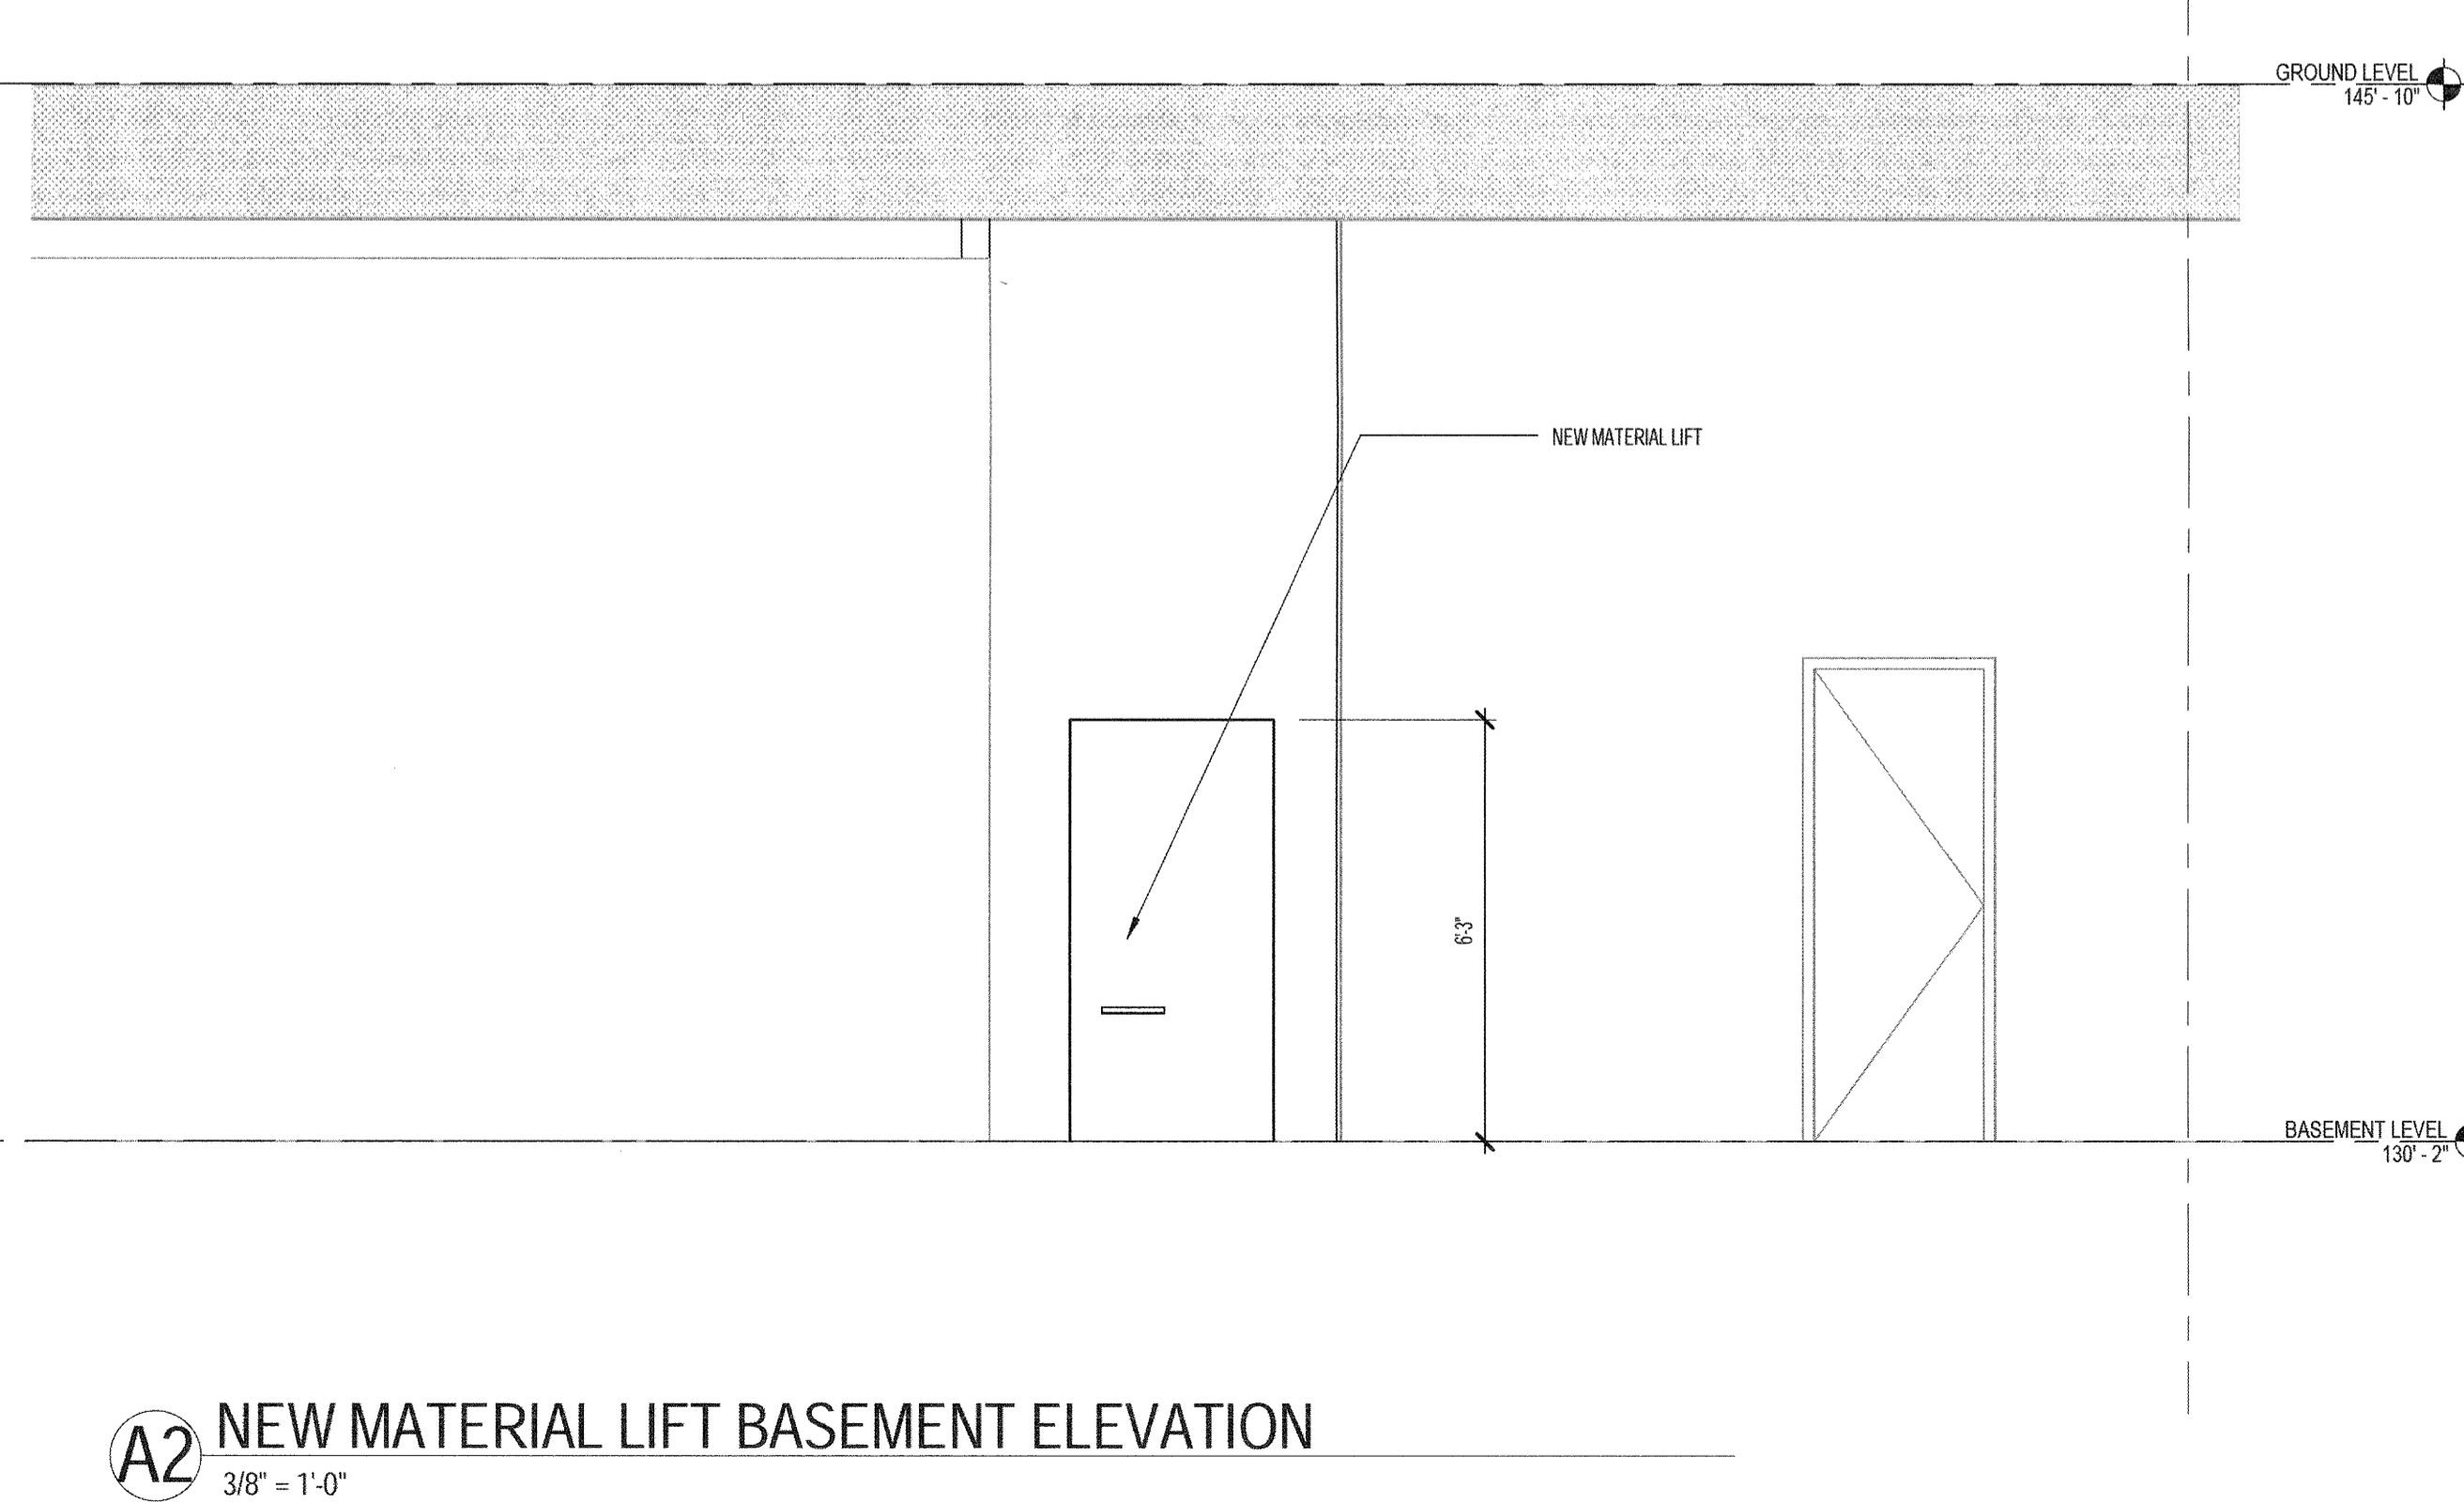 GROUND LEVEL
145' - 10"
NEW MATERIAL LIFT
6'-3"
BASEMENT LEVEL
130' - 2"
A2
NEW MATERIAL LIFT BASEMENT ELEVATION
3/8" = 1'-0"